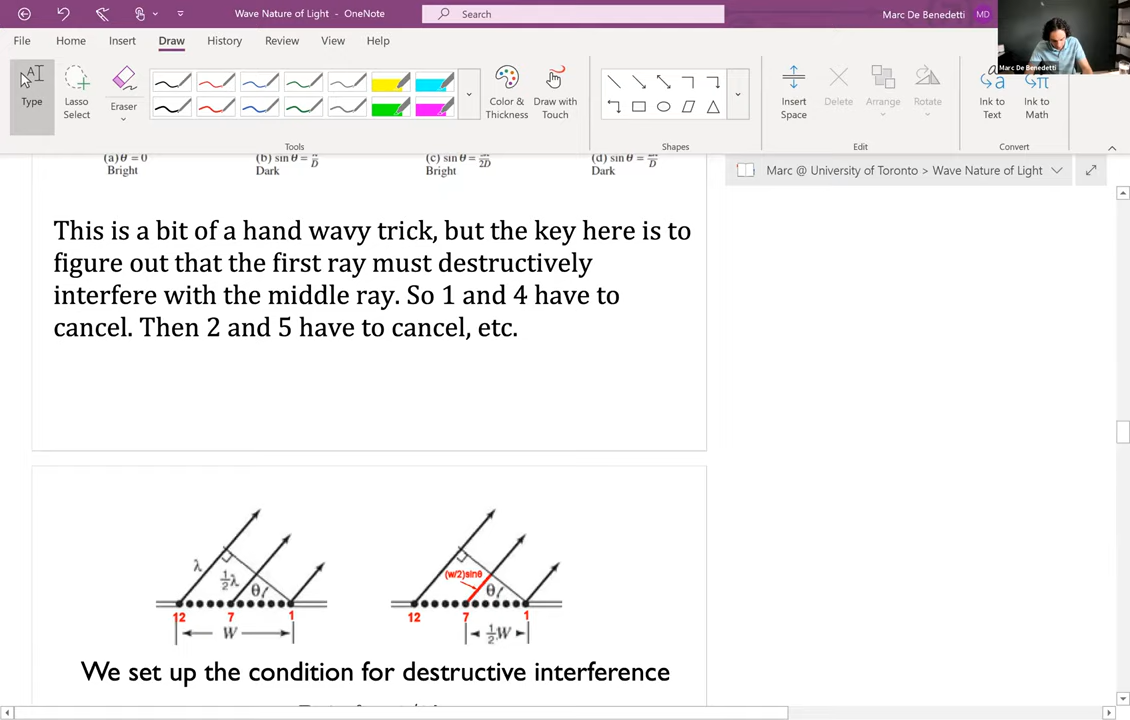 Wave Nature of Light - OneNote
Search
Marc De Benedetti
MD
File Home Insert Draw History Review View Help
Marc De Benedetti
Type
Lasso Select
Eraser
Color & Thickness
Draw with Touch
Insert Space
Delete
Arrange
Rotate
Ink to Text
Ink to Math
Tools
Shapes
Edit
Convert
Marc @ University of Toronto > Wave Nature of Light
(a) θ = 0
Bright
(b) sin θ =
Dark
(c) sin θ =
Bright
(d) sin θ =
Dark
This is a bit of a hand wavy trick, but the key here is to
figure out that the first ray must destructively
interfere with the middle ray. So 1 and 4 have to
cancel. Then 2 and 5 have to cancel, etc.
λ
½λ
θ
12 7 1
W
(w/2)sinθ
θ
12 7 1
½W
We set up the condition for destructive interference